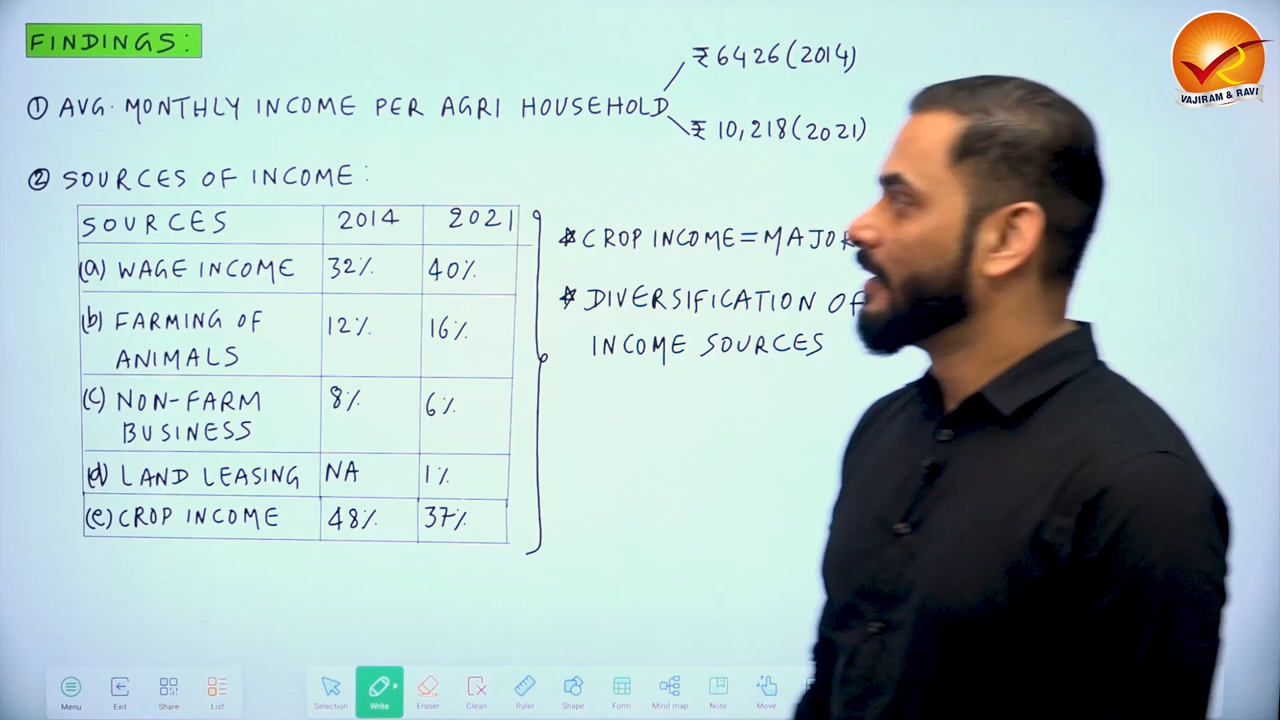 FINDINGS:
VAJIRAM & RAVI
₹6426(2014)
① AVG. MONTHLY INCOME PER AGRI HOUSEHOLD
₹ 10,218(2021)
② SOURCES OF INCOME:
SOURCES 2014 2021
(a) WAGE INCOME 32% 40%
(b) FARMING OF ANIMALS 12% 16%
(c) NON-FARM BUSINESS 8% 6%
(d) LAND LEASING NA 1%
(e) CROP INCOME 48% 37%
* CROP INCOME = MAJOR
* DIVERSIFICATION OF
INCOME SOURCES
Menu Exit Share List Selection Write Eraser Clean Ruler Shape Form Mind map Note Move